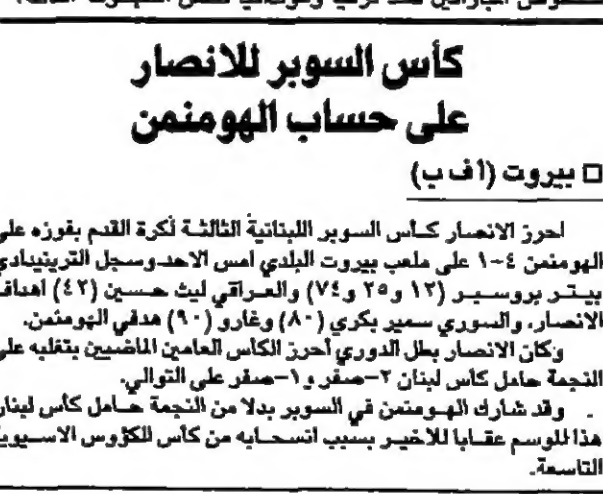 كأس السوبر للانصار
على حساب الهومنمن
□ بيروت (أ ف ب)
احرز الانصار كأس السوبر اللبنانية الثالثة لكرة القدم بفوزه على
الهومنمن ٤-١ على ملعب بيروت البلدي امس الاحد وسجل الترينيدادي
بيتر بروسبر (١٢ و٢٥ و٧٤) والعراقي ليث حسين (٤٢) اهداف
الانصار، والسوري سمير بكري (٨٠) وغارو (٩٠) هدفي الهومنمن.
وكان الانصار بطل الدوري أحرز الكأس العامين الماضيين بتغلبه على
النجمة حامل كأس لبنان ٢-صفر و١-صفر على التوالي.
وقد شارك الهومنمن في السوبر بدلا من النجمة حامل كأس لبنان
هذا الموسم عقابا للاخير بسبب انسحابه من كأس الكؤوس الاسيوية
التاسعة.